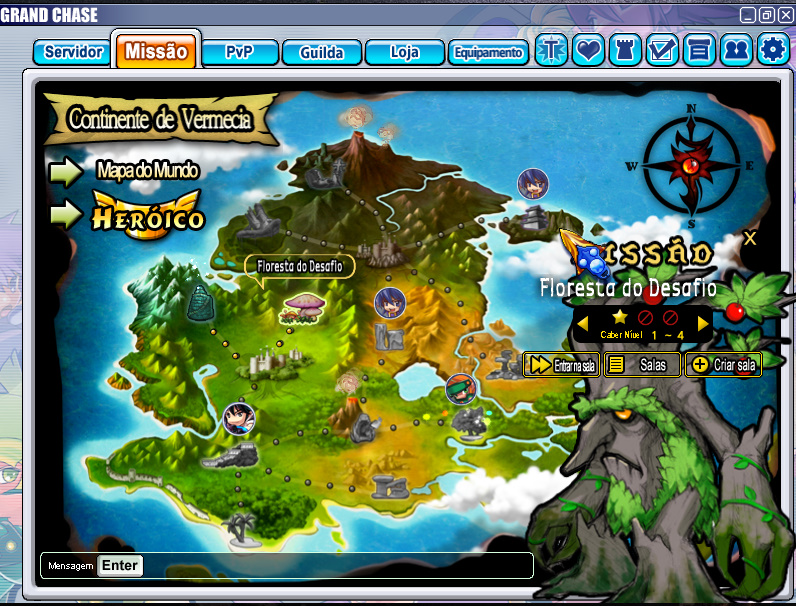 GRAND CHASE
Servidor
Missão
PvP
Guilda
Loja
Equipamento
Continente de Vermecia
Mapa do Mundo
HERÓICO
N
W
E
S
Floresta do Desafio
X
Floresta do Desafio
Caber Nível 1 ~ 4
Entrar na sala
Salas
Criar sala
Mensagem
Enter